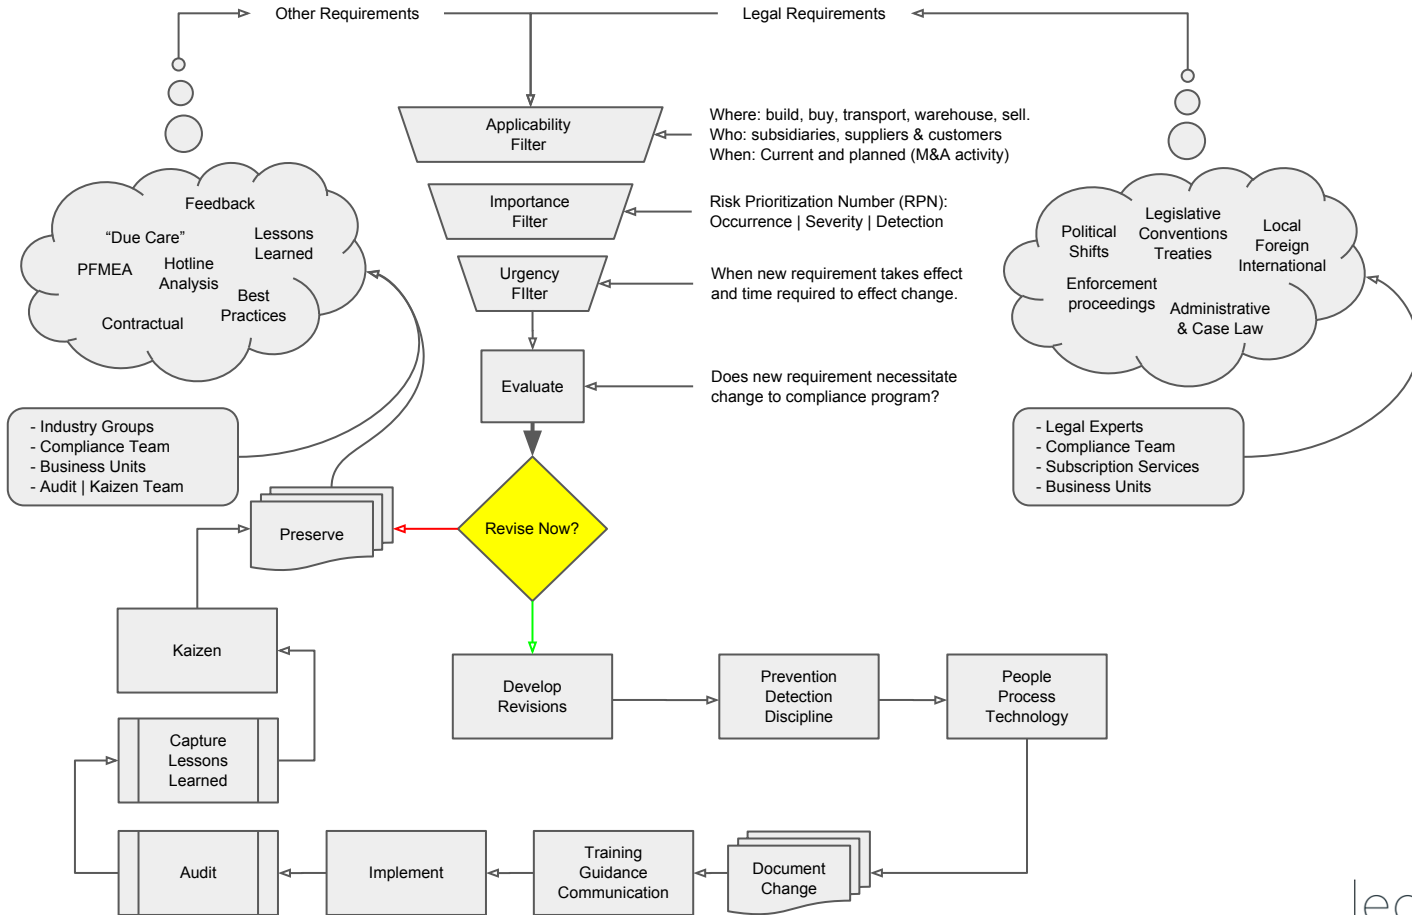 Other Requirements
Legal Requirements
Applicability
Filter
Where: build, buy, transport, warehouse, sell.
Who: subsidiaries, suppliers & customers
When: Current and planned (M&A activity)
Importance
Filter
Risk Prioritization Number (RPN):
Occurrence | Severity | Detection
Urgency
FIlter
When new requirement takes effect
and time required to effect change.
Evaluate
Does new requirement necessitate
change to compliance program?
Feedback
“Due Care”
Lessons
Learned
PFMEA
Hotline
Analysis
Best
Practices
Contractual
Political
Shifts
Legislative
Conventions
Treaties
Local
Foreign
International
Enforcement
proceedings
Administrative
& Case Law
- Industry Groups
- Compliance Team
- Business Units
- Audit | Kaizen Team
- Legal Experts
- Compliance Team
- Subscription Services
- Business Units
Preserve
Revise Now?
Kaizen
Develop
Revisions
Prevention
Detection
Discipline
People
Process
Technology
Capture
Lessons
Learned
Audit
Implement
Training
Guidance
Communication
Document
Change